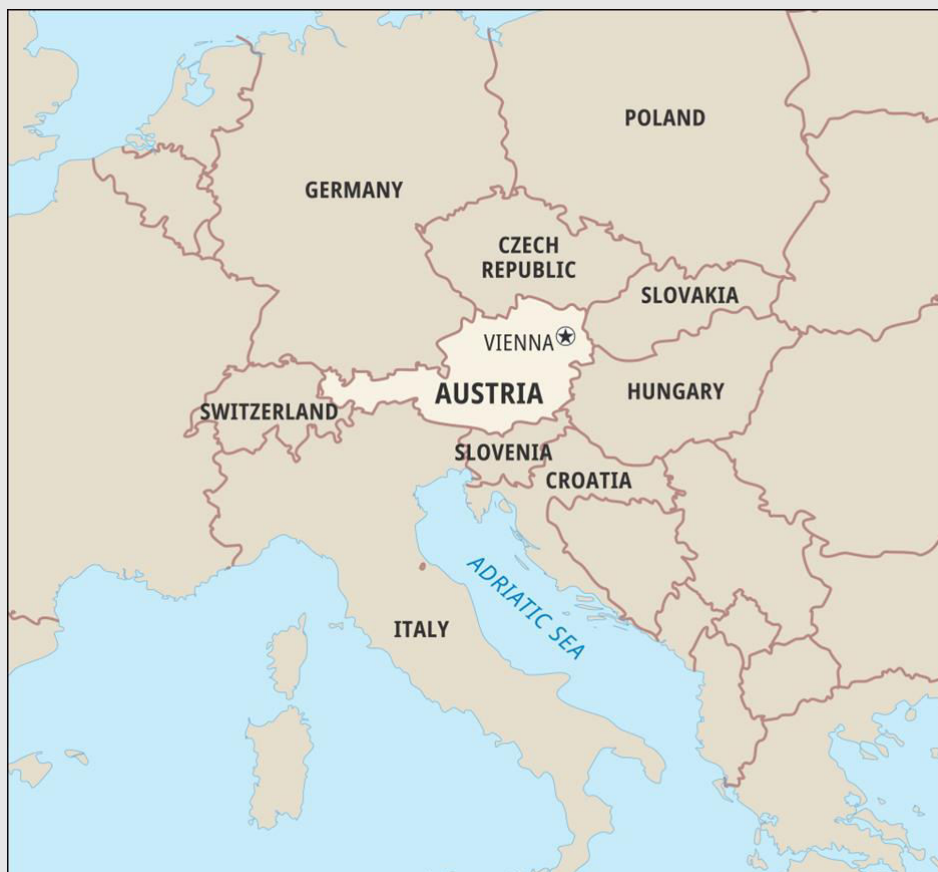 POLAND
GERMANY
CZECH
REPUBLIC
SLOVAKIA
VIENNA
AUSTRIA
HUNGARY
SWITZERLAND
SLOVENIA
CROATIA
ADRIATIC SEA
ITALY